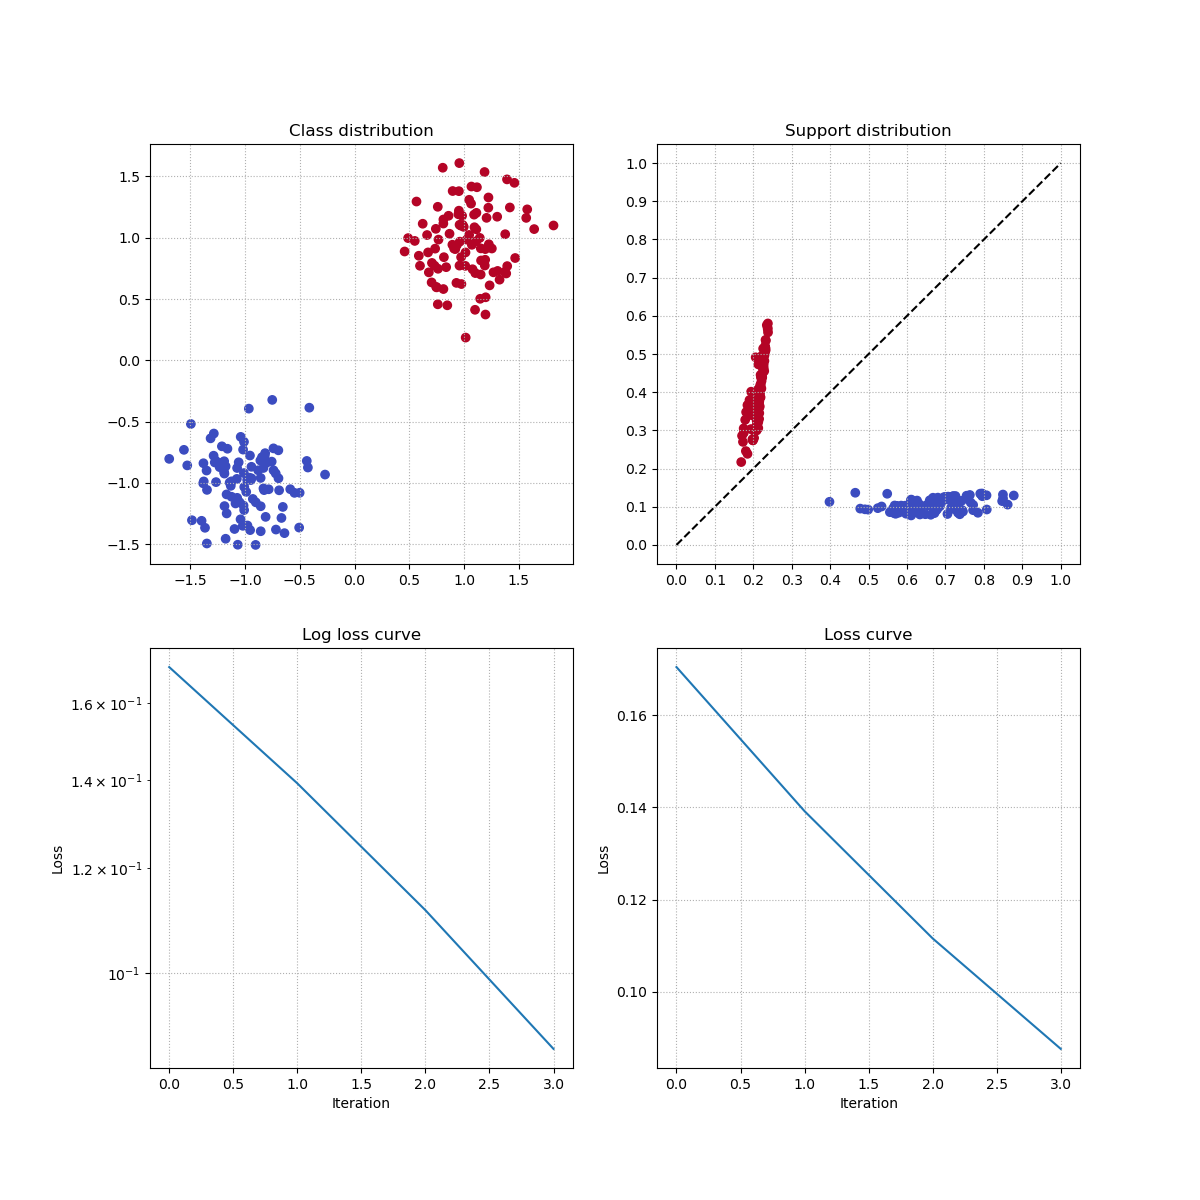 Class distribution
1.5
1.0
0.5
0.0
−0.5
−1.0
−1.5
−1.5 −1.0 −0.5 0.0 0.5 1.0 1.5
Support distribution
1.0
0.9
0.8
0.7
0.6
0.5
0.4
0.3
0.2
0.1
0.0
0.0 0.1 0.2 0.3 0.4 0.5 0.6 0.7 0.8 0.9 1.0
Log loss curve
Loss
1.6 × 10⁻¹
1.4 × 10⁻¹
1.2 × 10⁻¹
10⁻¹
0.0 0.5 1.0 1.5 2.0 2.5 3.0
Iteration
Loss curve
Loss
0.16
0.14
0.12
0.10
0.0 0.5 1.0 1.5 2.0 2.5 3.0
Iteration